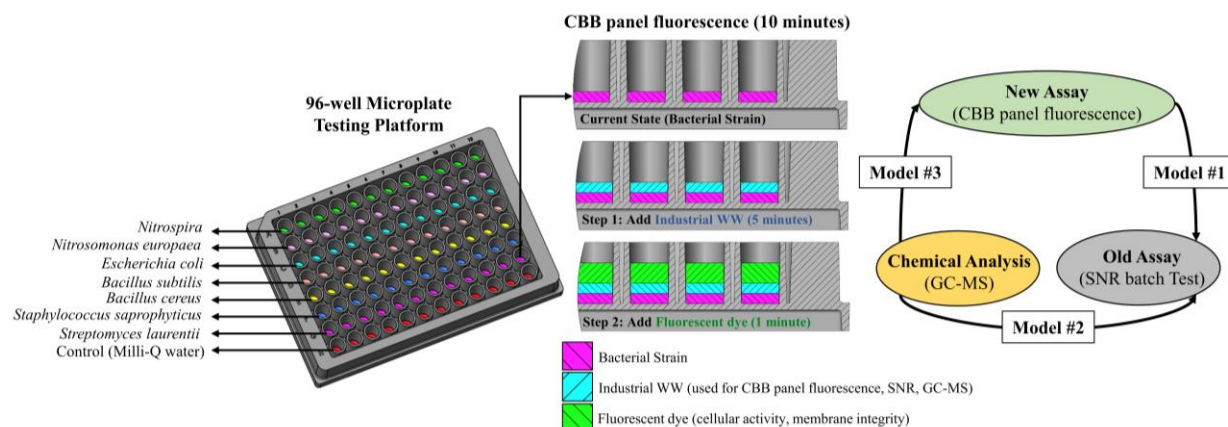 CBB panel fluorescence (10 minutes)
96-well Microplate
Testing Platform
Nitrospira
Nitrosomonas europaea
Escherichia coli
Bacillus subtilis
Bacillus cereus
Staphylococcus saprophyticus
Streptomyces laurentii
Control (Milli-Q water)
Current State (Bacterial Strain)
Step 1: Add Industrial WW (5 minutes)
Step 2: Add Fluorescent dye (1 minute)
Bacterial Strain
Industrial WW (used for CBB panel fluorescence, SNR, GC-MS)
Fluorescent dye (cellular activity, membrane integrity)
New Assay
(CBB panel fluorescence)
Model #3
Model #1
Chemical Analysis
(GC-MS)
Old Assay
(SNR batch Test)
Model #2